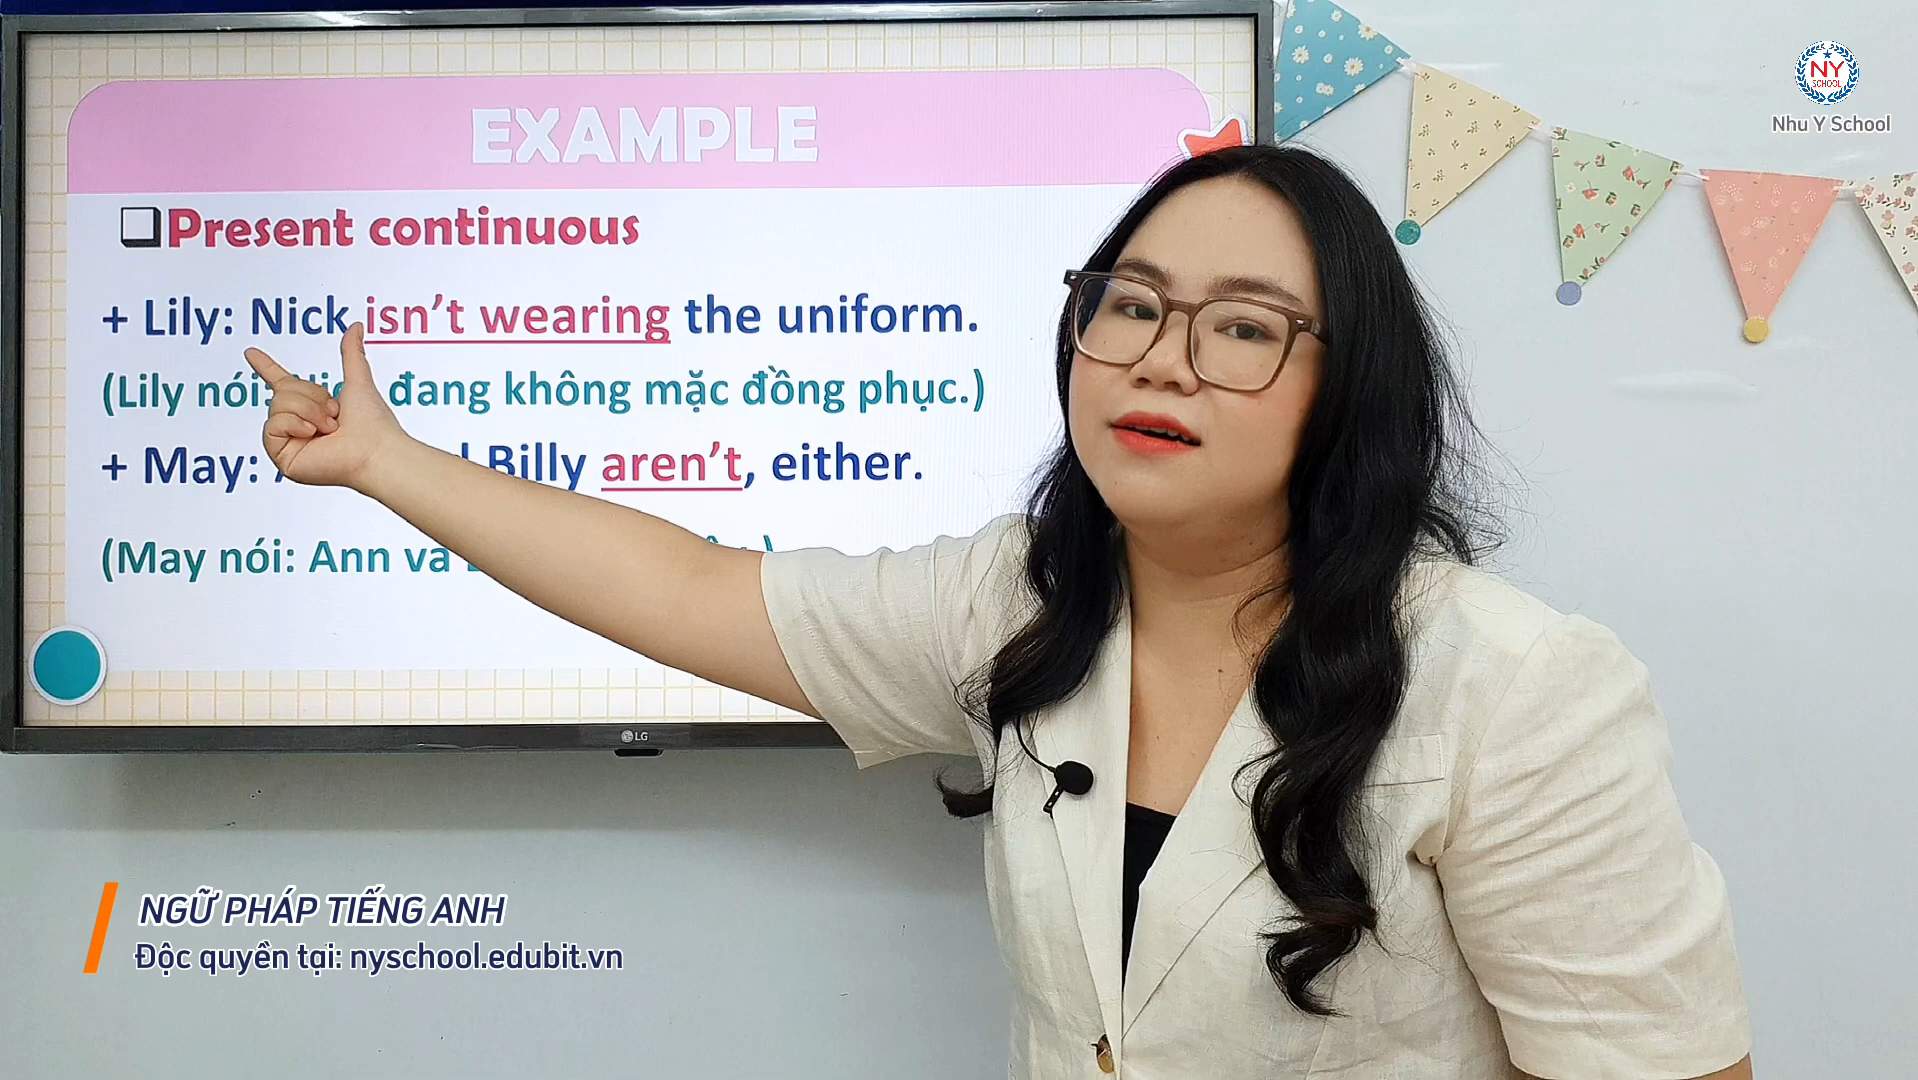 EXAMPLE
Present continuous
+ Lily: Nick isn't wearing the uniform.
(Lily nói: đang không mặc đồng phục.)
+ May: Billy aren't, either.
(May nói: Ann và
LG
NY
SCHOOL
Nhu Y School
NGỮ PHÁP TIẾNG ANH
Độc quyền tại: nyschool.edubit.vn